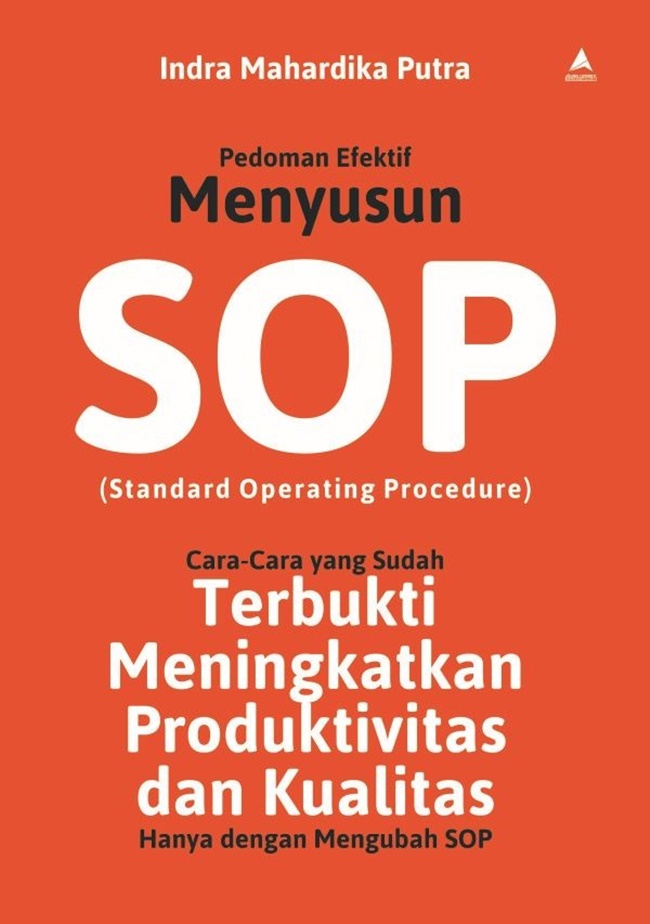 Indra Mahardika Putra
Pedoman Efektif
Menyusun
SOP
(Standard Operating Procedure)
Cara-Cara yang Sudah
Terbukti
Meningkatkan
Produktivitas
dan Kualitas
Hanya dengan Mengubah SOP